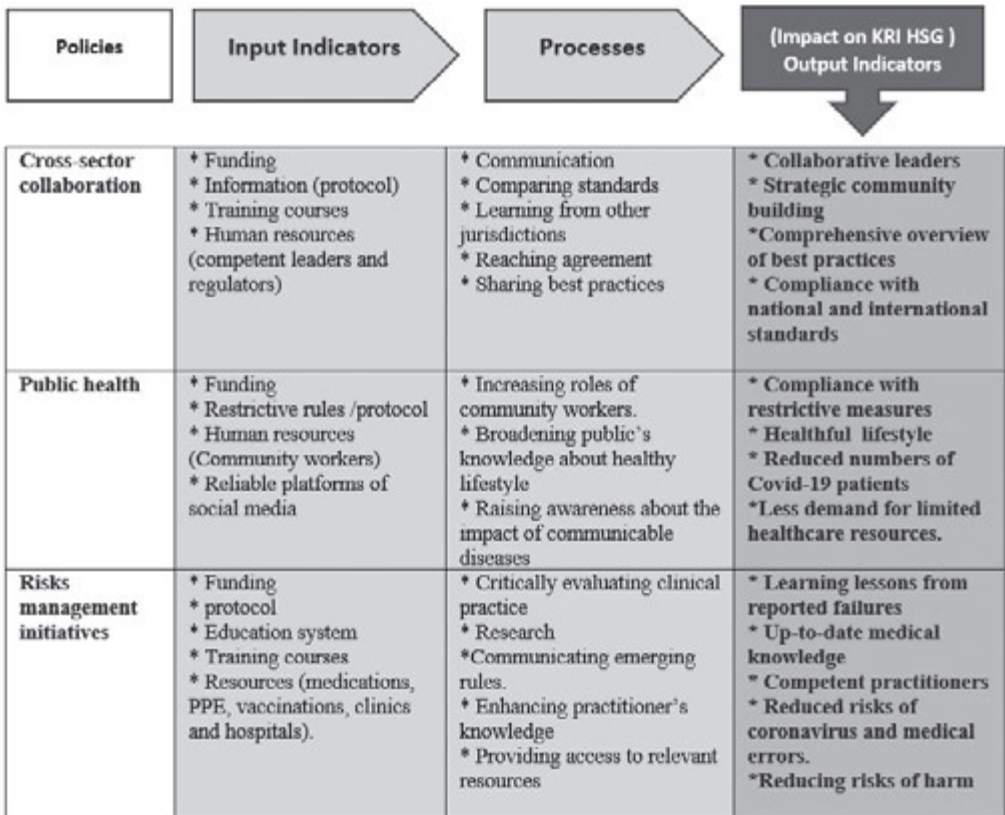 Policies
Input Indicators
Processes
(Impact on KRI HSG )
Output Indicators
Cross-sector
collaboration
* Funding
* Information (protocol)
* Training courses
* Human resources
(competent leaders and
regulators)
* Communication
* Comparing standards
* Learning from other
jurisdictions
* Reaching agreement
* Sharing best practices
* Collaborative leaders
* Strategic community
building
*Comprehensive overview
of best practices
* Compliance with
national and international
standards
Public health
* Funding
* Restrictive rules /protocol
* Human resources
(Community workers)
* Reliable platforms of
social media
* Increasing roles of
community workers.
* Broadening public's
knowledge about healthy
lifestyle
* Raising awareness about the
impact of communicable
diseases
* Compliance with
restrictive measures
* Healthful lifestyle
* Reduced numbers of
Covid-19 patients
*Less demand for limited
healthcare resources.
Risks
management
initiatives
* Funding
* protocol
* Education system
* Training courses
* Resources (medications,
PPE, vaccinations, clinics
and hospitals).
* Critically evaluating clinical
practice
* Research
*Communicating emerging
rules.
* Enhancing practitioner's
knowledge
* Providing access to relevant
resources
* Learning lessons from
reported failures
* Up-to-date medical
knowledge
* Competent practitioners
* Reduced risks of
coronavirus and medical
errors.
*Reducing risks of harm